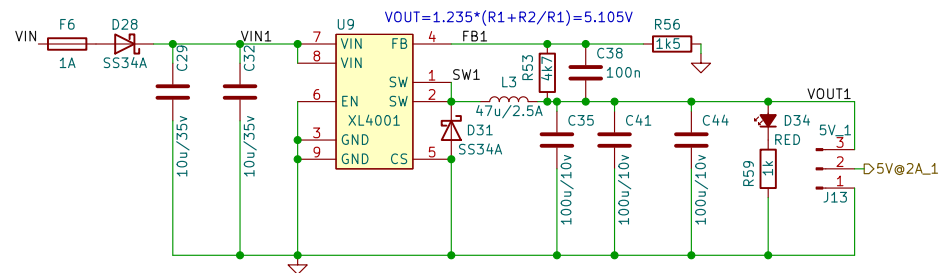 VOUT=1.235*(R1+R2/R1)=5.105V
F6
D28
U9
R56
VIN
VIN1
7
VIN
FB
4
FB1
1A
SS34A
C29
C32
8
VIN
R53
4k7
C38
100n
1k5
SW
1
SW1
L3
6
EN
SW
2
47u/2.5A
VOUT1
XL4001
10u/35v
10u/35v
3
GND
D31
C35
C41
C44
D34
5V_1
9
GND
CS
5
SS34A
RED
3
100u/10v
100u/10v
100u/10v
R59
1k
2
5V@2A_1
1
J13